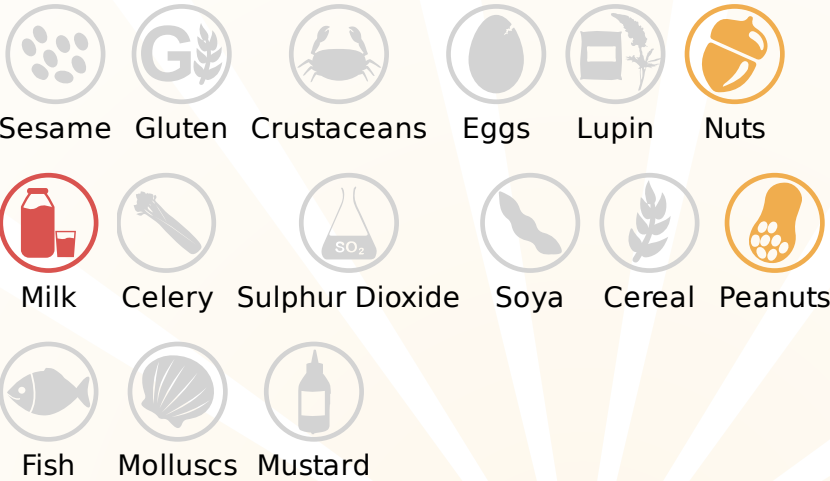 G
Sesame Gluten Crustaceans Eggs Lupin Nuts
SO₂
Milk Celery Sulphur Dioxide Soya Cereal Peanuts
Fish Molluscs Mustard